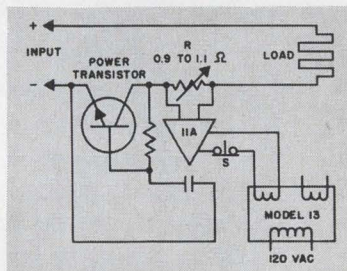 +
INPUT
-
POWER
TRANSISTOR
R
0.9 TO 1.1 Ω
LOAD
11A
S
MODEL 13
120 VAC